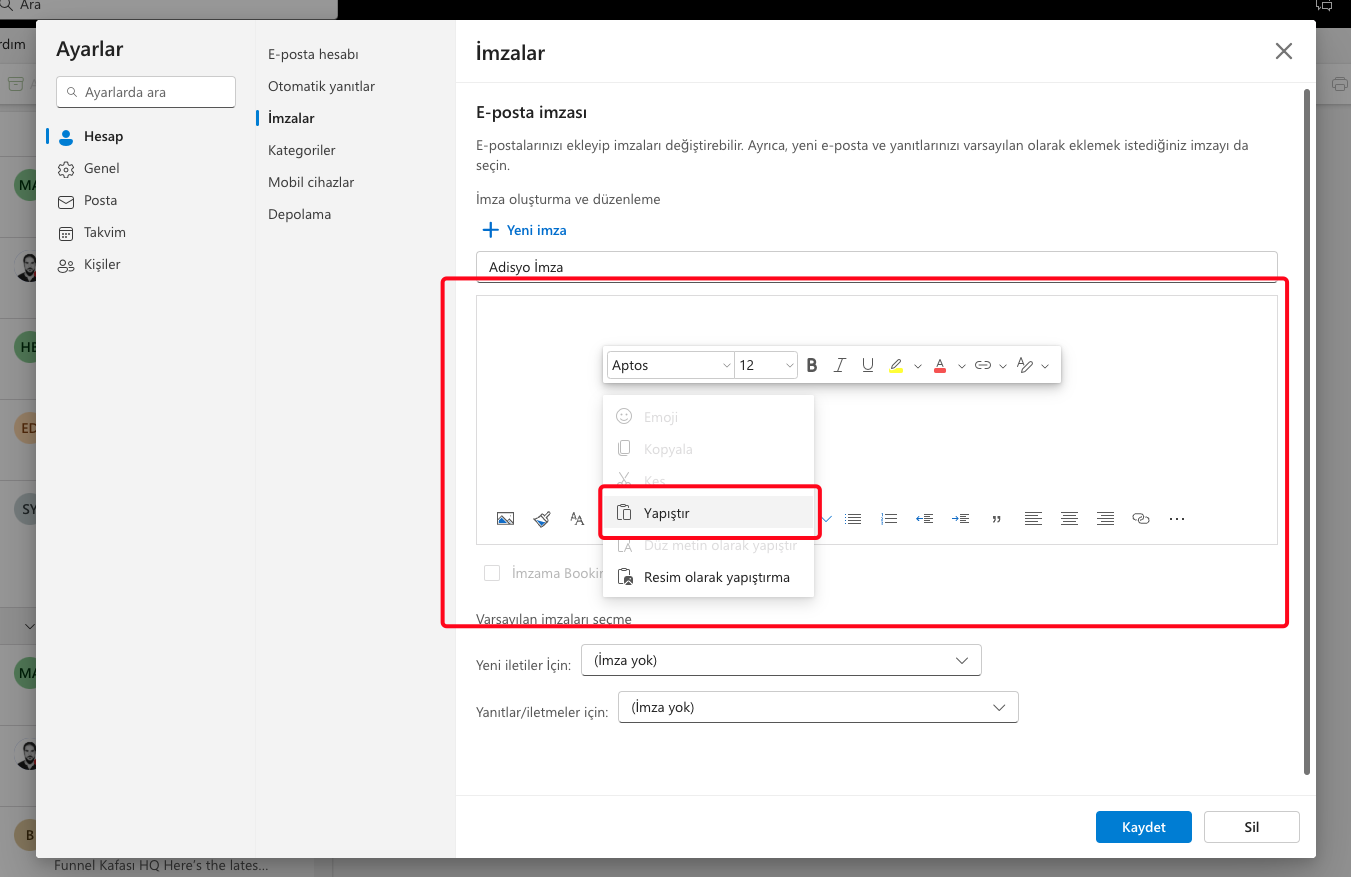 Ara
rdım
Ayarlar
Ayarlarda ara
Hesap
Genel
Posta
Takvim
Kişiler
E-posta hesabı
Otomatik yanıtlar
İmzalar
Kategoriler
Mobil cihazlar
Depolama
İmzalar
E-posta imzası
E-postalarınızı ekleyip imzaları değiştirebilir. Ayrıca, yeni e-posta ve yanıtlarınızı varsayılan olarak eklemek istediğiniz imzayı da
seçin.
İmza oluşturma ve düzenleme
Yeni imza
Adisyo İmza
Aptos 12
Emoji
Kopyala
Kes
Yapıştır
Düz metin olarak yapıştır
Resim olarak yapıştırma
İmzama Bookin
Varsayılan imzaları seçme
Yeni iletiler İçin: (İmza yok)
Yanıtlar/iletmeler için: (İmza yok)
Kaydet
Sil
MA
HE
ED
SY
MA
B
Funnel Kafası HQ Here's the latest...